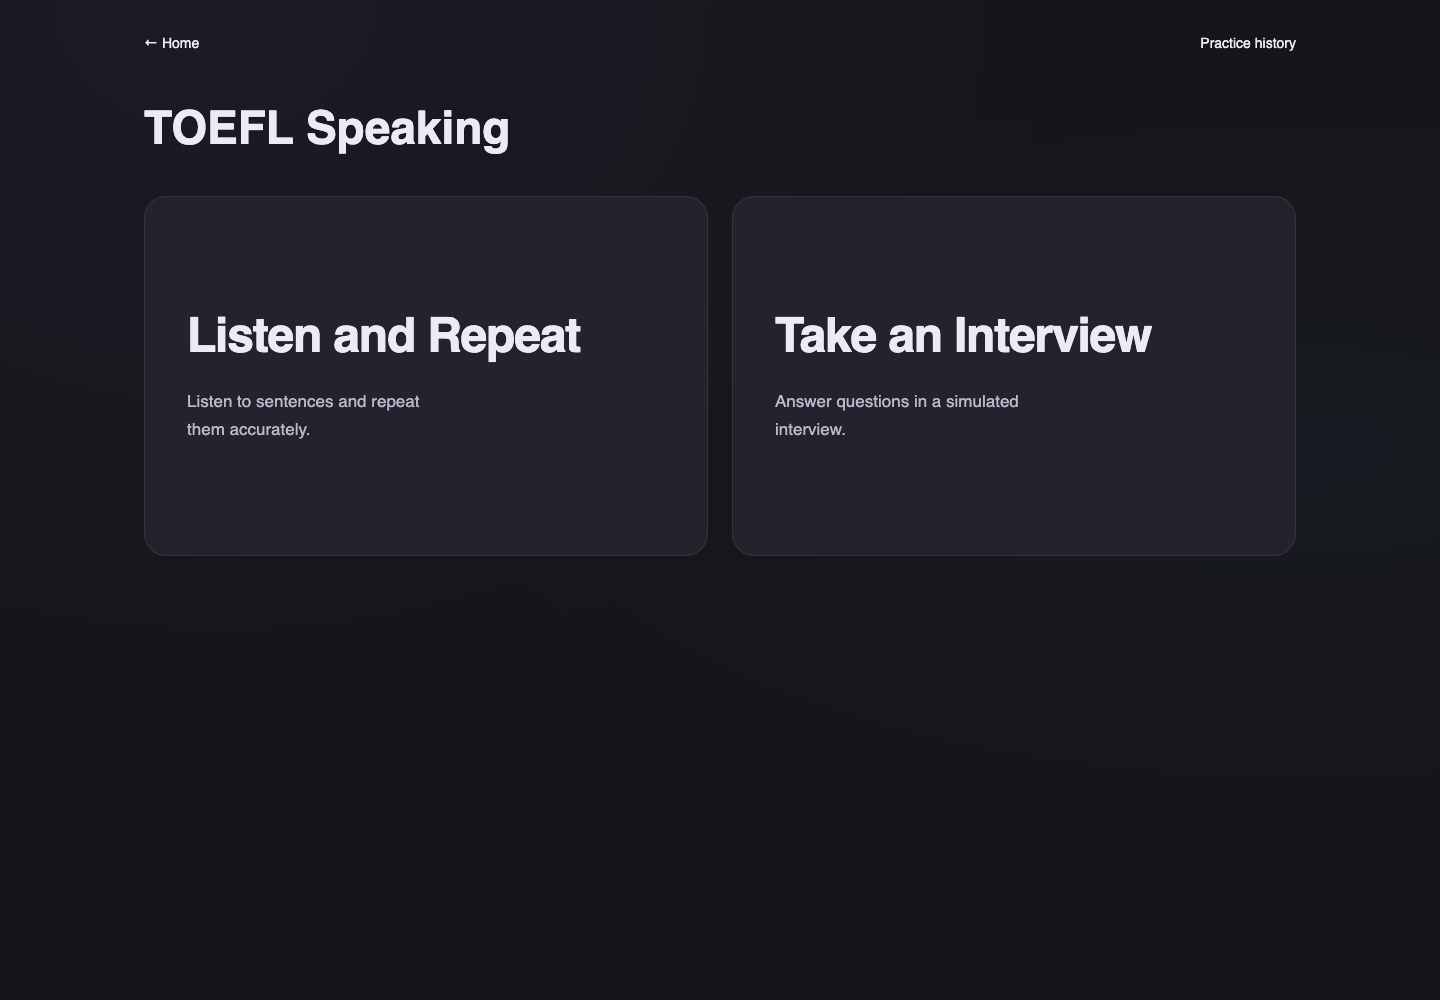 ← Home
Practice history
TOEFL Speaking
Listen and Repeat
Listen to sentences and repeat
them accurately.
Take an Interview
Answer questions in a simulated
interview.